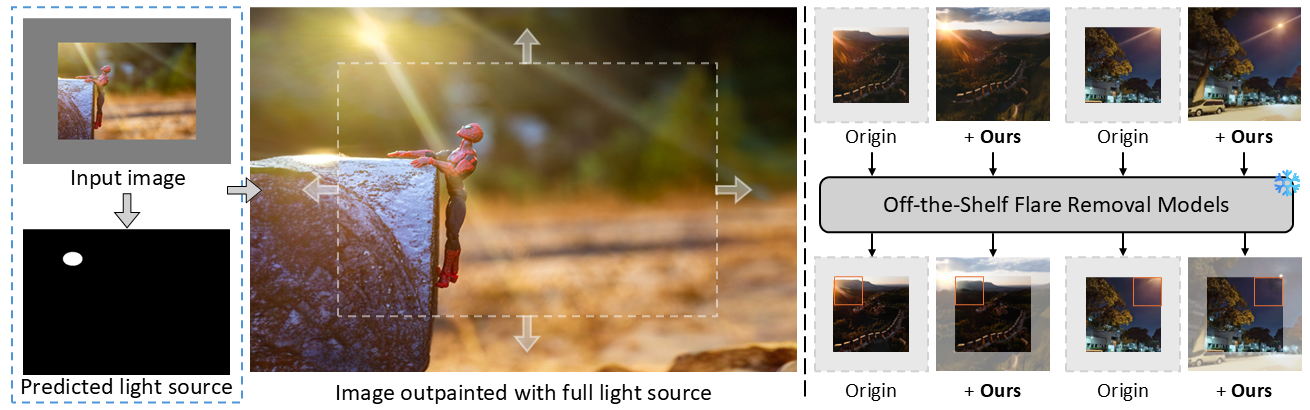 Input image
Predicted light source
Image outpainted with full light source
Origin
+ Ours
Origin
+ Ours
Off-the-Shelf Flare Removal Models
Origin
+ Ours
Origin
+ Ours